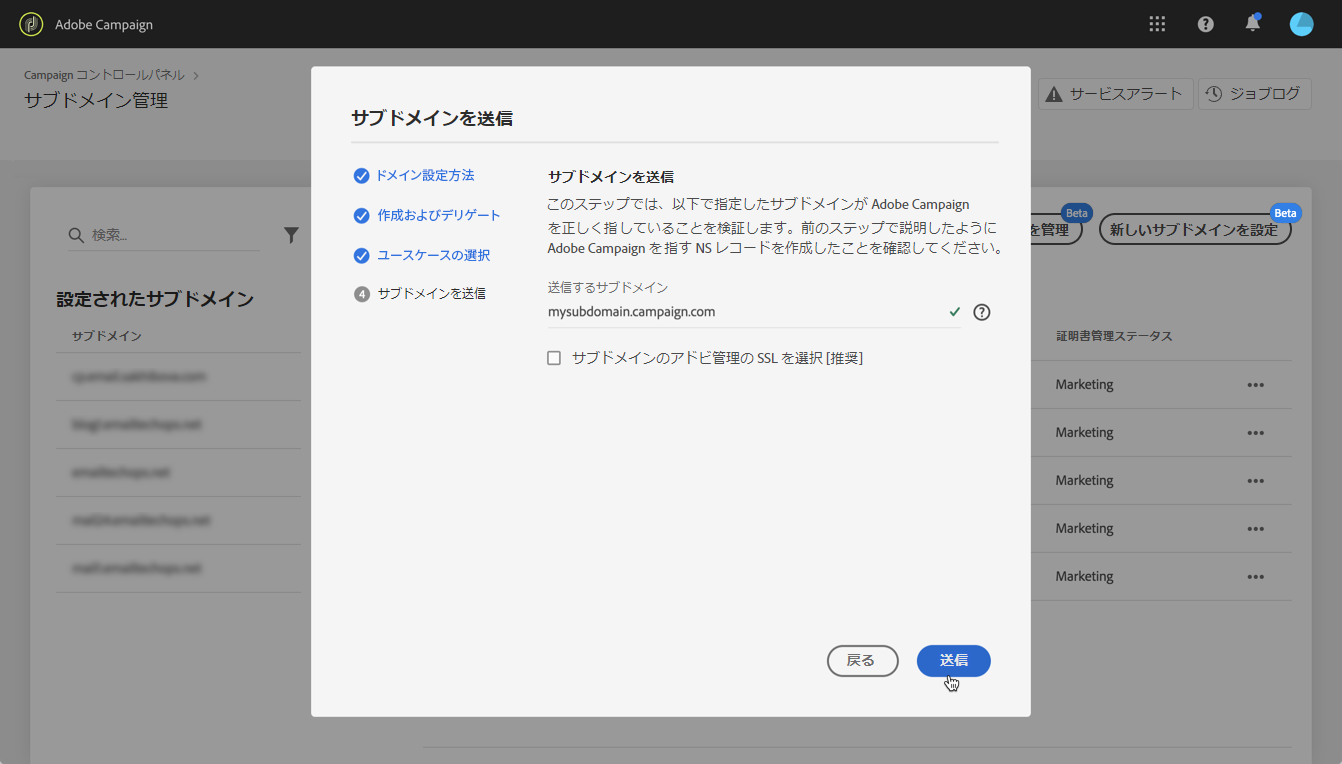 Adobe Campaign
Campaign コントロールパネル
サブドメイン管理
サービスアラート
ジョブログ
検索...
を管理
Beta
新しいサブドメインを設定
Beta
設定されたサブドメイン
サブドメイン
証明書管理ステータス
Marketing
Marketing
Marketing
Marketing
Marketing
サブドメインを送信
ドメイン設定方法
作成およびデリゲート
ユースケースの選択
4 サブドメインを送信
サブドメインを送信
このステップでは、以下で指定したサブドメインが Adobe Campaign
を正しく指していることを検証します。前のステップで説明したように
Adobe Campaign を指す NS レコードを作成したことを確認してください。
送信するサブドメイン
mysubdomain.campaign.com
サブドメインのアドビ管理の SSL を選択 [推奨]
戻る
送信